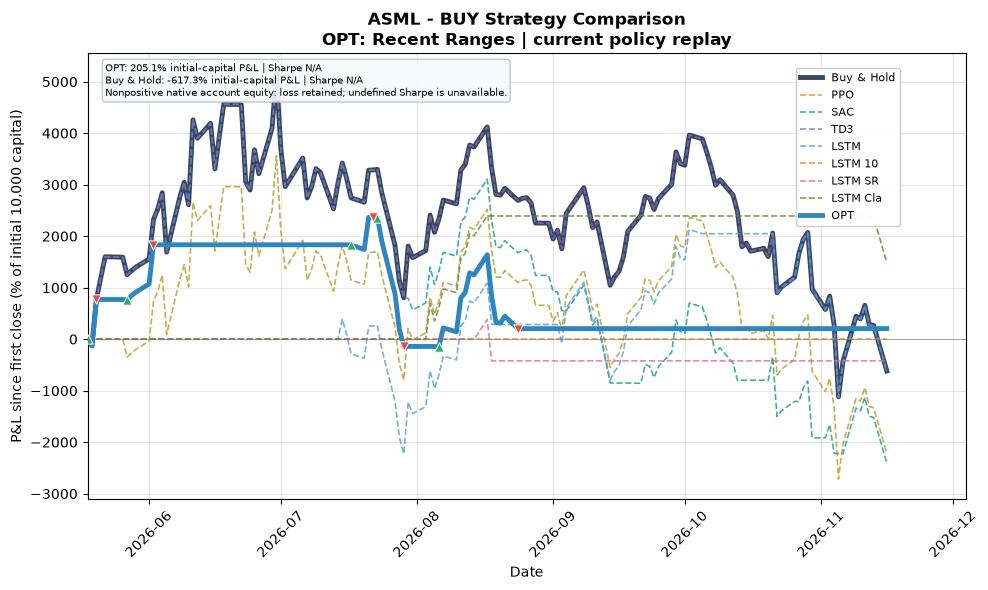 ASML - BUY Strategy Comparison
OPT: Recent Ranges | current policy replay
OPT: 205.1% initial-capital P&L | Sharpe N/A
Buy & Hold: -617.3% initial-capital P&L | Sharpe N/A
Nonpositive native account equity: loss retained; undefined Sharpe is unavailable.
Buy & Hold
PPO
SAC
TD3
LSTM
LSTM 10
LSTM SR
LSTM Cla
OPT
P&L since first close (% of initial 10,000 capital)
5000
4000
3000
2000
1000
0
−1000
−2000
−3000
2026-06
2026-07
2026-08
2026-09
2026-10
2026-11
2026-12
Date